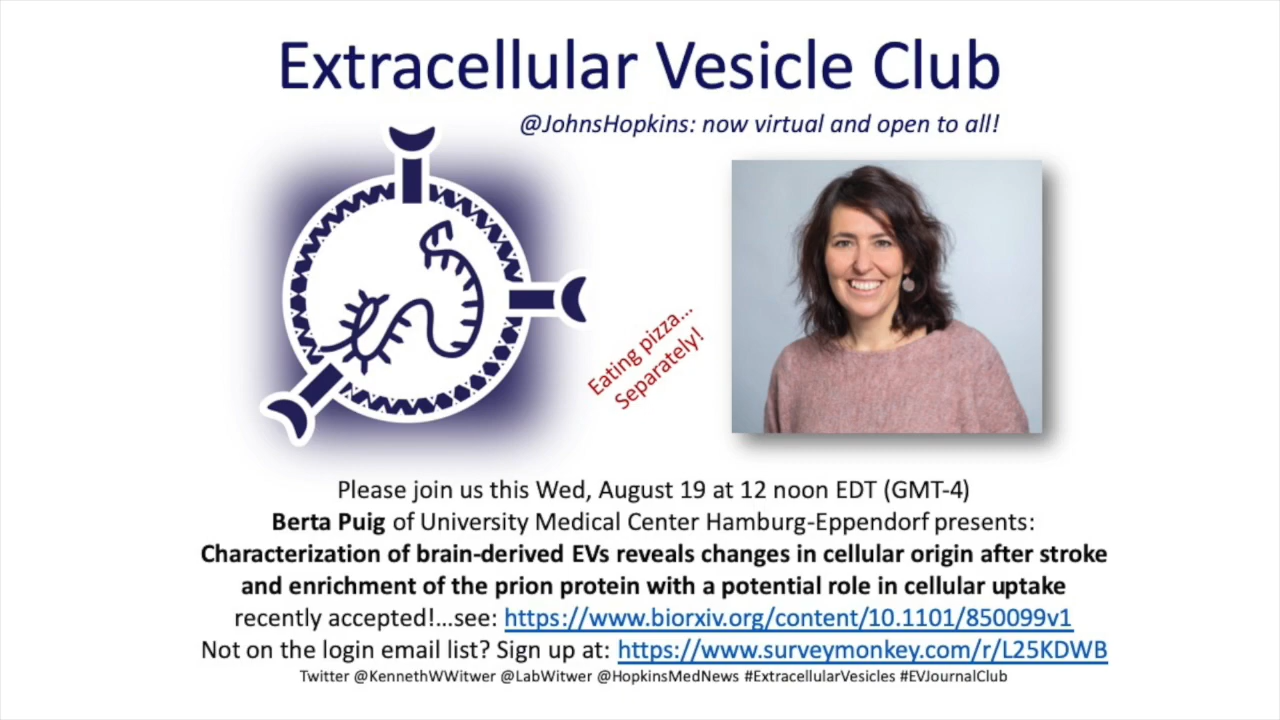 Extracellular Vesicle Club
@JohnsHopkins: now virtual and open to all!
Eating pizza...
Separately!
Please join us this Wed, August 19 at 12 noon EDT (GMT-4)
Berta Puig of University Medical Center Hamburg-Eppendorf presents:
Characterization of brain-derived EVs reveals changes in cellular origin after stroke
and enrichment of the prion protein with a potential role in cellular uptake
recently accepted!...see: https://www.biorxiv.org/content/10.1101/850099v1
Not on the login email list? Sign up at: https://www.surveymonkey.com/r/L25KDWB
Twitter @KennethWWitwer @LabWitwer @HopkinsMedNews #ExtracellularVesicles #EVJournalClub